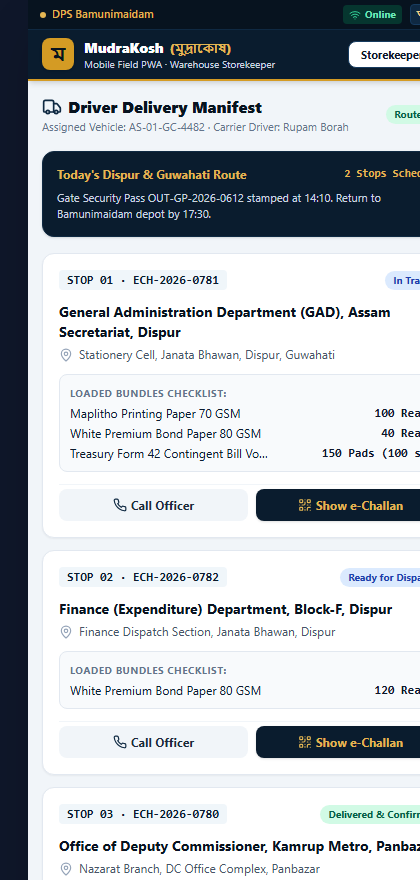 DPS Bamunimaidam
Online
ম
MudraKosh (মুদ্ৰাকোষ)
Mobile Field PWA · Warehouse Storekeeper
Storekeeper
Driver Delivery Manifest
Assigned Vehicle: AS-01-GC-4482 · Carrier Driver: Rupam Borah
Route
Today's Dispur & Guwahati Route
2 Stops Sched
Gate Security Pass OUT-GP-2026-0612 stamped at 14:10. Return to
Bamunimaidam depot by 17:30.
STOP 01 · ECH-2026-0781
In Tra
General Administration Department (GAD), Assam
Secretariat, Dispur
Stationery Cell, Janata Bhawan, Dispur, Guwahati
LOADED BUNDLES CHECKLIST:
Maplitho Printing Paper 70 GSM 100 Rea
White Premium Bond Paper 80 GSM 40 Rea
Treasury Form 42 Contingent Bill Vo... 150 Pads (100 s
Call Officer
Show e-Challan
STOP 02 · ECH-2026-0782
Ready for Dispa
Finance (Expenditure) Department, Block-F, Dispur
Finance Dispatch Section, Janata Bhawan, Dispur
LOADED BUNDLES CHECKLIST:
White Premium Bond Paper 80 GSM 120 Rea
Call Officer
Show e-Challan
STOP 03 · ECH-2026-0780
Delivered & Confirm
Office of Deputy Commissioner, Kamrup Metro, Panbaz
Nazarat Branch, DC Office Complex, Panbazar